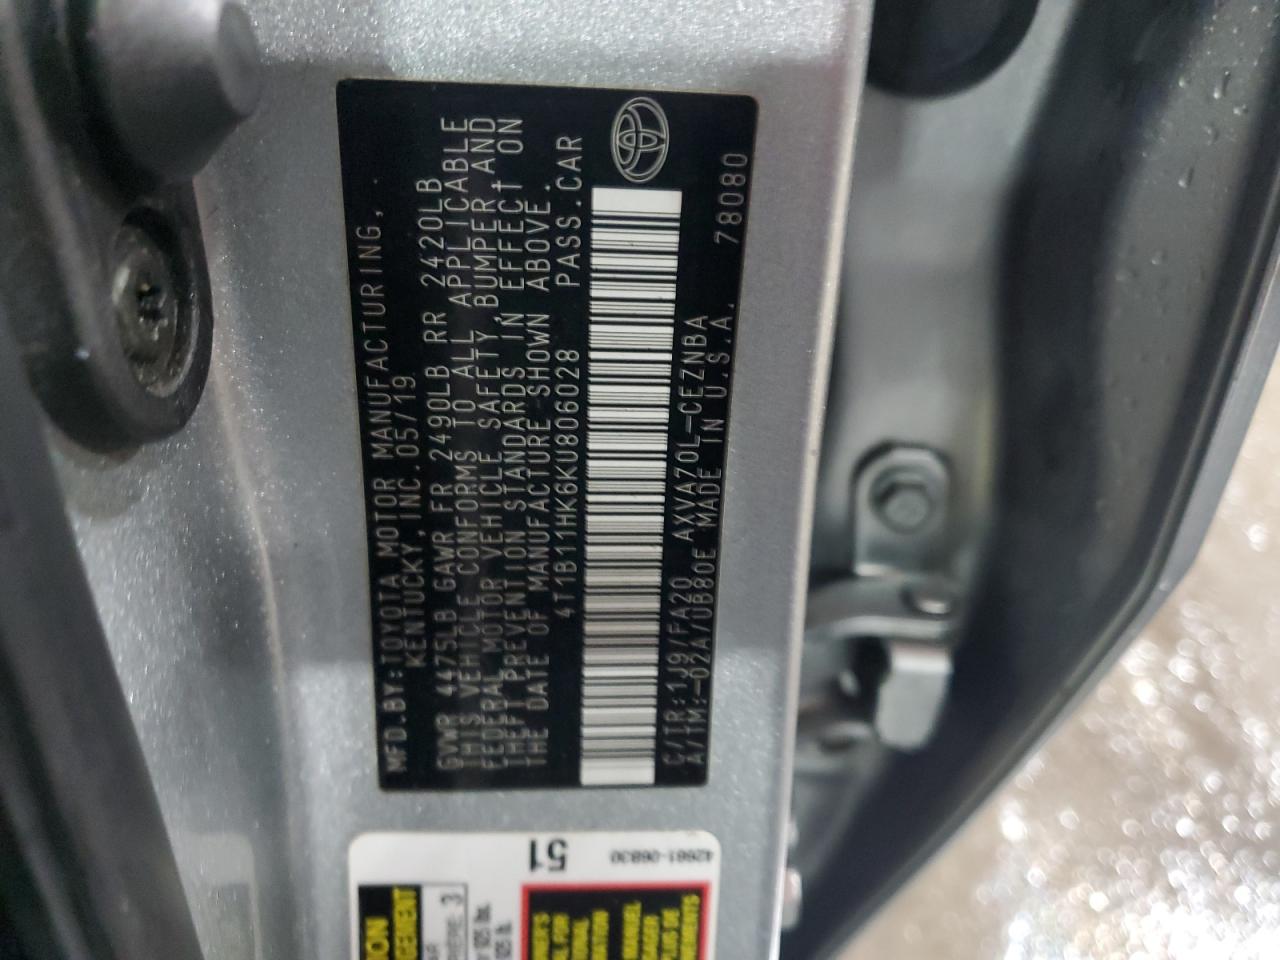 MFD.BY:TOYOTA MOTOR MANUFACTURING,
KENTUCKY, INC. 05/19
GVWR 4475LB GAWR FR 2490LB RR 2420LB
THIS VEHICLE CONFORMS TO ALL APPLICABLE
FEDERAL MOTOR VEHICLE SAFETY, BUMPER, AND
THEFT PREVENTION STANDARDS IN EFFECT ON
THE DATE OF MANUFACTURE SHOWN ABOVE.
4T1B11HK6KU806028 PASS.CAR
C/TR:1J9/FA20 AXVA70L-CEZNBA
A/TM:-02A/UB80E MADE IN U.S.A. 78080
51
42661-06B30
3